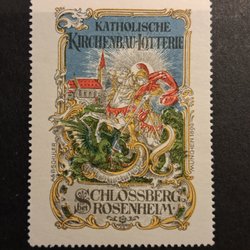 KATHOLISCHE
KIRCHENBAU-LOTTERIE
SCHLOSSBERG
BEI
ROSENHEIM